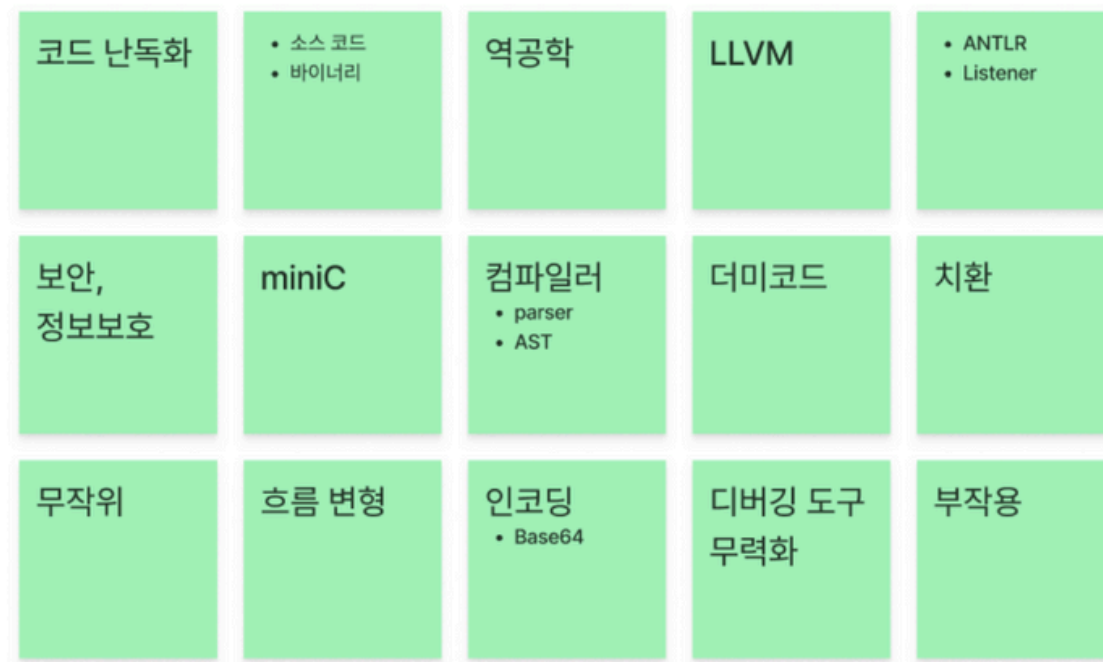 코드 난독화
• 소스 코드
• 바이너리
역공학
LLVM
• ANTLR
• Listener
보안,
정보보호
miniC
컴파일러
• parser
• AST
더미코드
치환
무작위
흐름 변형
인코딩
• Base64
디버깅 도구
무력화
부작용